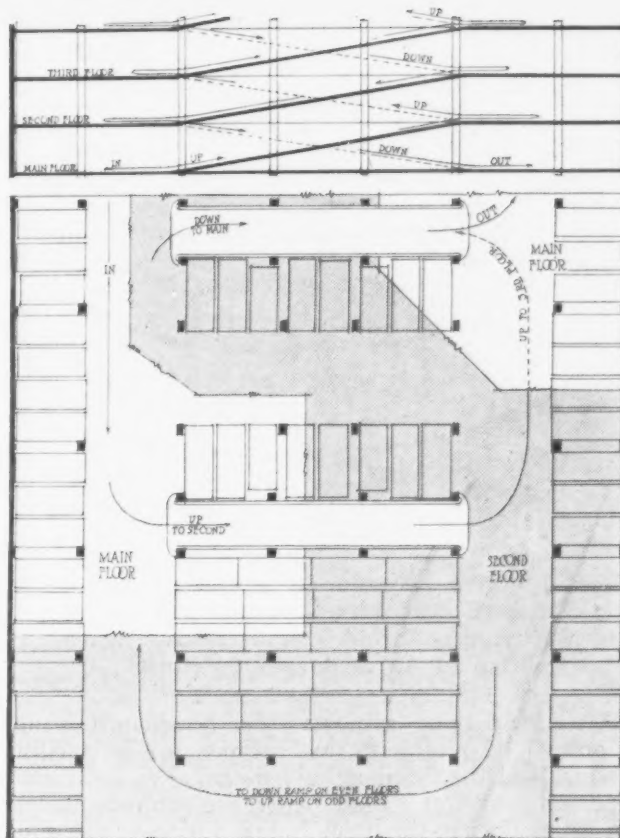 UP
DOWN
THIRD FLOOR
UP
SECOND FLOOR
DOWN
MAIN FLOOR
IN
UP
OUT
DOWN
TO MAIN
OUT
IN
MAIN
FLOOR
UP TO 3RD FLOOR
UP
TO SECOND
MAIN
FLOOR
SECOND
FLOOR
TO DOWN RAMP ON EVEN FLOORS
TO UP RAMP ON ODD FLOORS